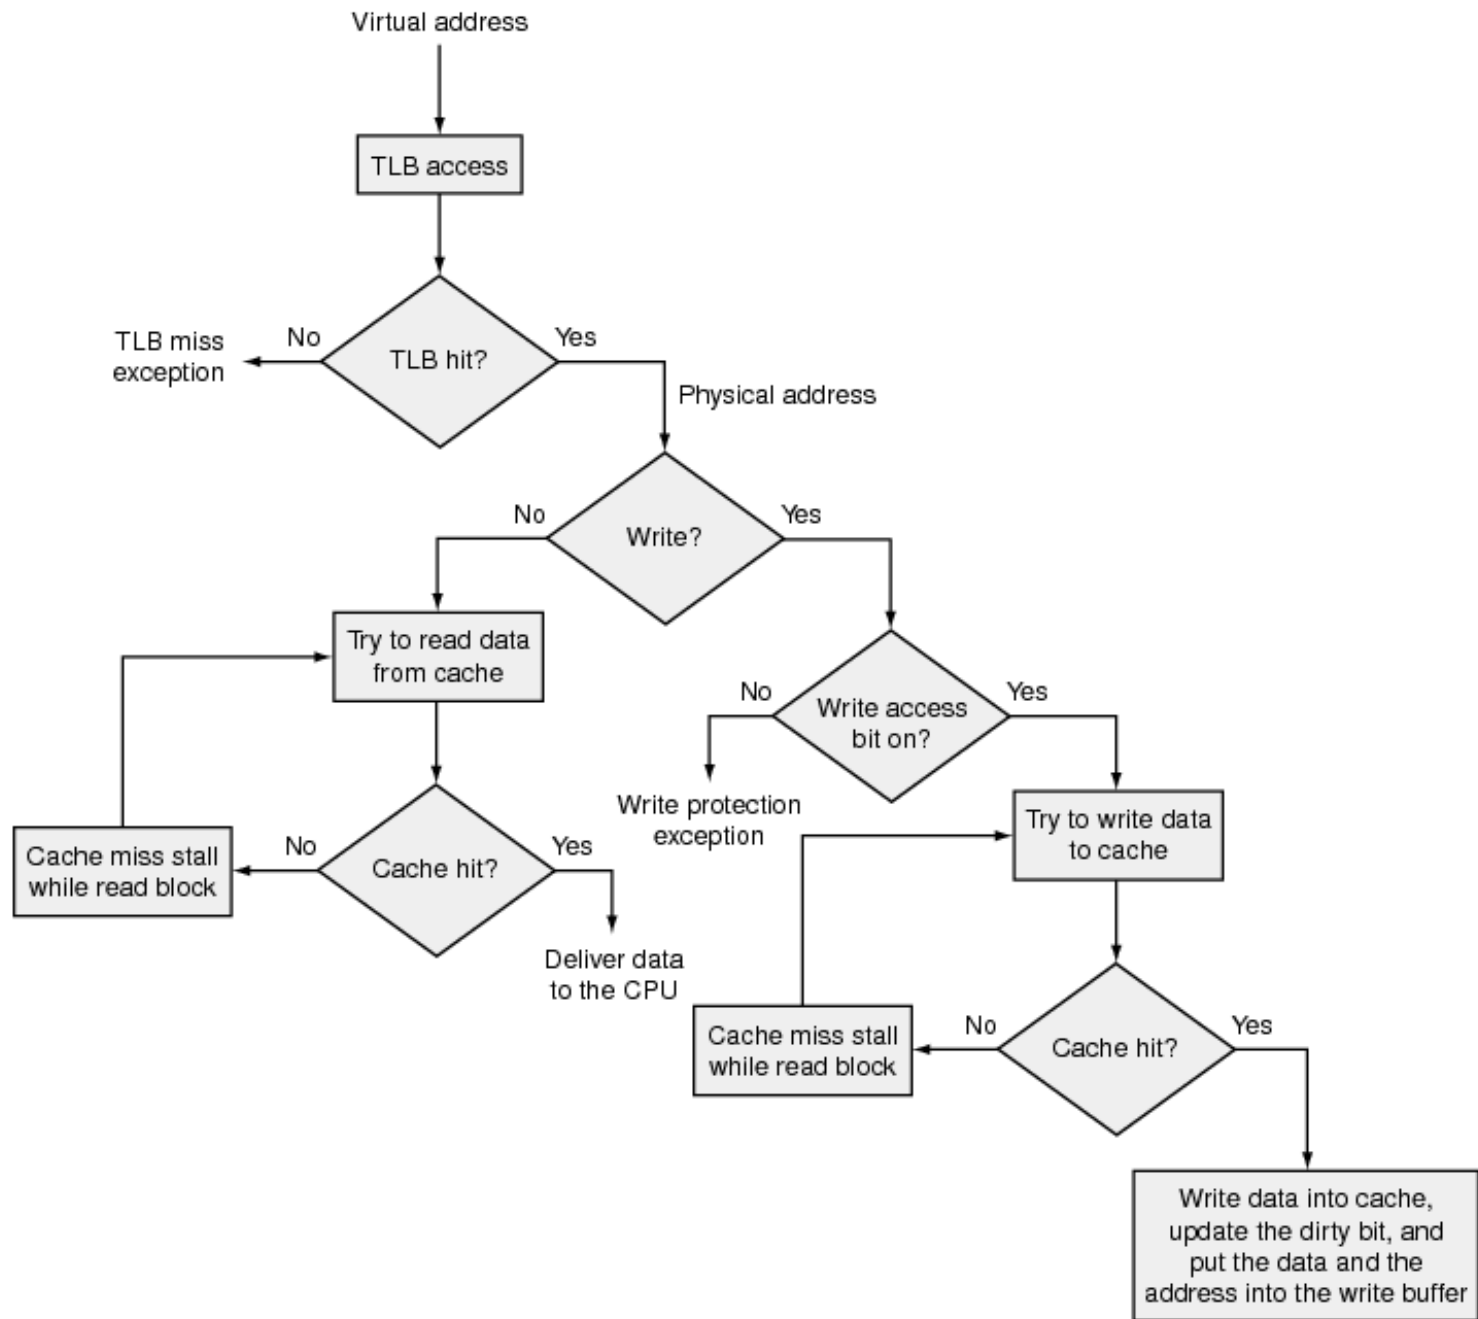 Virtual address
TLB access
TLB hit?
No
Yes
TLB miss
exception
Physical address
Write?
No
Yes
Try to read data
from cache
Write access
bit on?
No
Yes
Write protection
exception
Try to write data
to cache
Cache miss stall
while read block
No
Cache hit?
Yes
Deliver data
to the CPU
Cache miss stall
while read block
No
Cache hit?
Yes
Write data into cache,
update the dirty bit, and
put the data and the
address into the write buffer